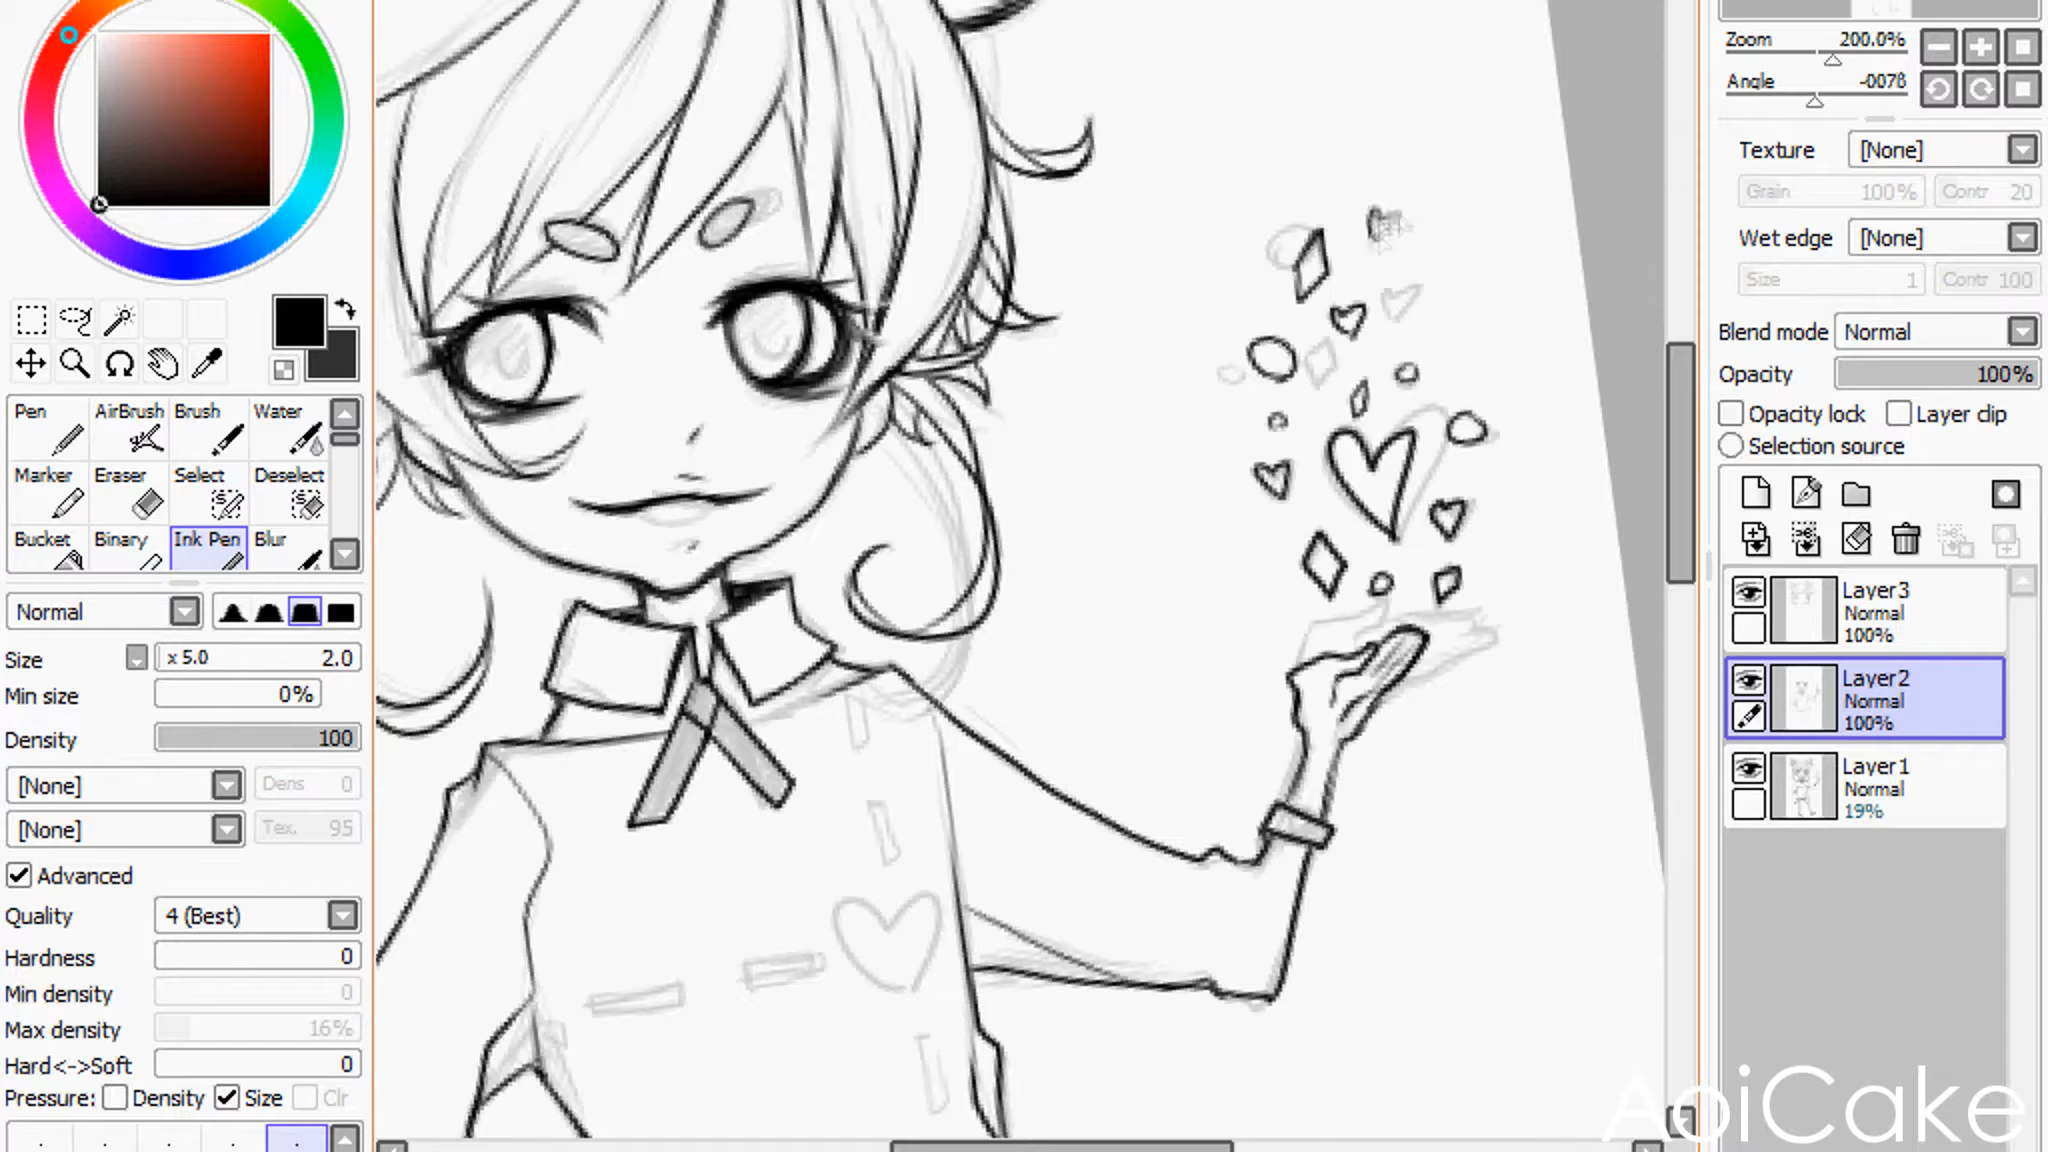 Pen AirBrush Brush Water
Marker Eraser Select Deselect
Bucket Binary Ink Pen Blur
Normal
Size x 5.0 2.0
Min size 0%
Density 100
[None] Dens 0
[None] Tex. 95
Advanced
Quality 4 (Best)
Hardness 0
Min density 0
Max density 16%
Hard<->Soft 0
Pressure: Density Size Clr
Zoom 200.0%
Angle -0078
Texture [None]
Grain 100% Contr 20
Wet edge [None]
Size 1 Contr 100
Blend mode Normal
Opacity 100%
Opacity lock Layer clip
Selection source
Layer3
Normal
100%
Layer2
Normal
100%
Layer1
Normal
19%
AoiCake